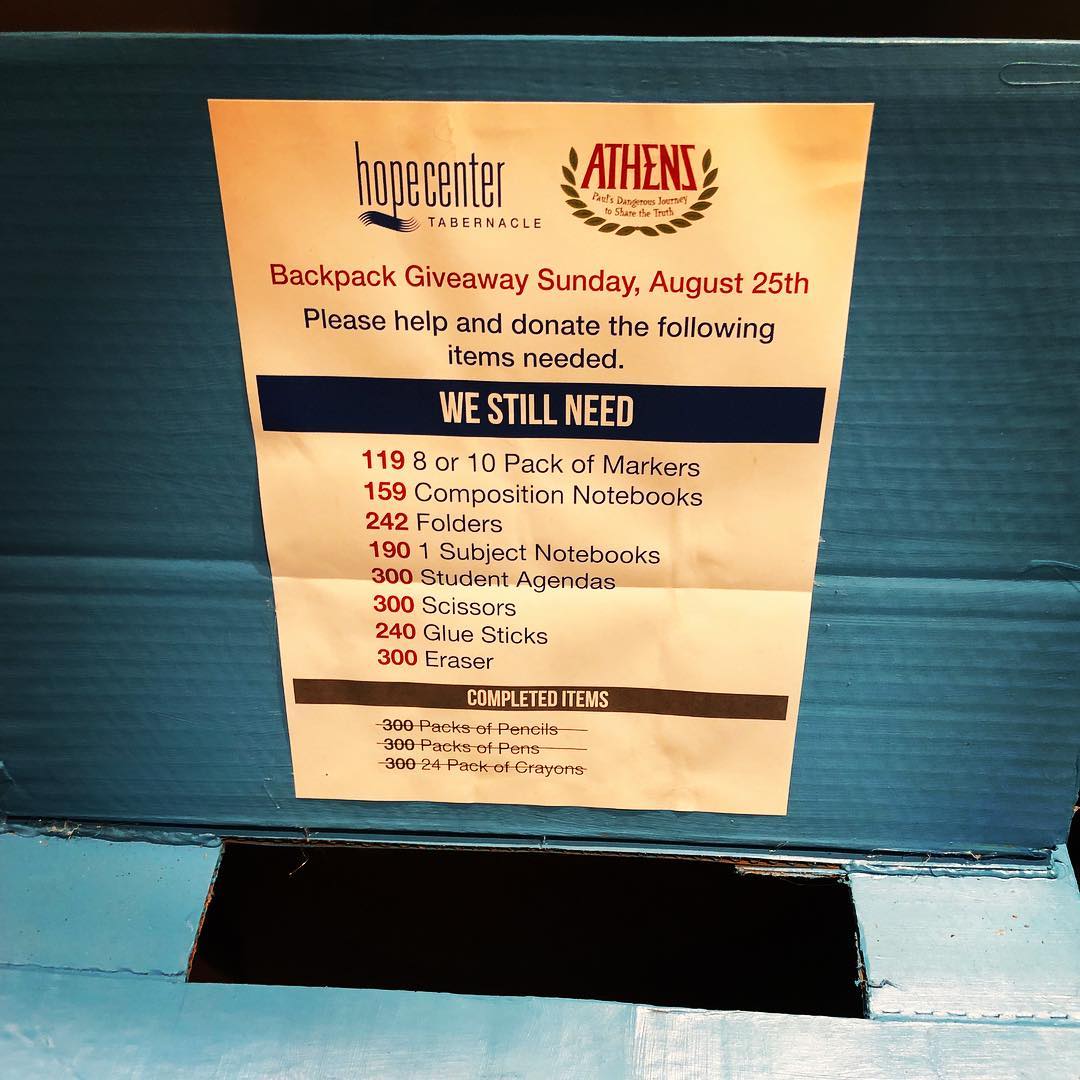 hopecenter
TABERNACLE
ATHENS
Paul's Dangerous Journey
to Share the Truth
Backpack Giveaway Sunday, August 25th
Please help and donate the following
items needed.
WE STILL NEED
119 8 or 10 Pack of Markers
159 Composition Notebooks
242 Folders
190 1 Subject Notebooks
300 Student Agendas
300 Scissors
240 Glue Sticks
300 Eraser
COMPLETED ITEMS
300 Packs of Pencils
300 Packs of Pens
300 24 Pack of Crayons